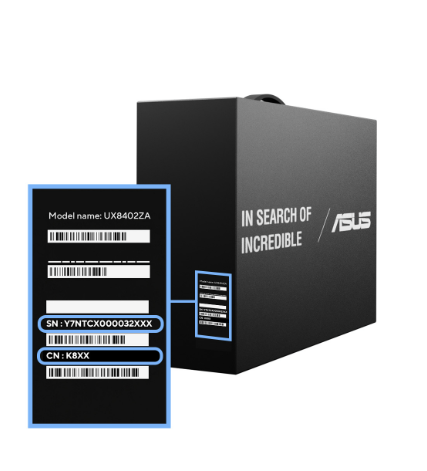 Model name: UX8402ZA
SN : Y7NTCX000032XXX
CN : K8XX
IN SEARCH OF
INCREDIBLE
ASUS